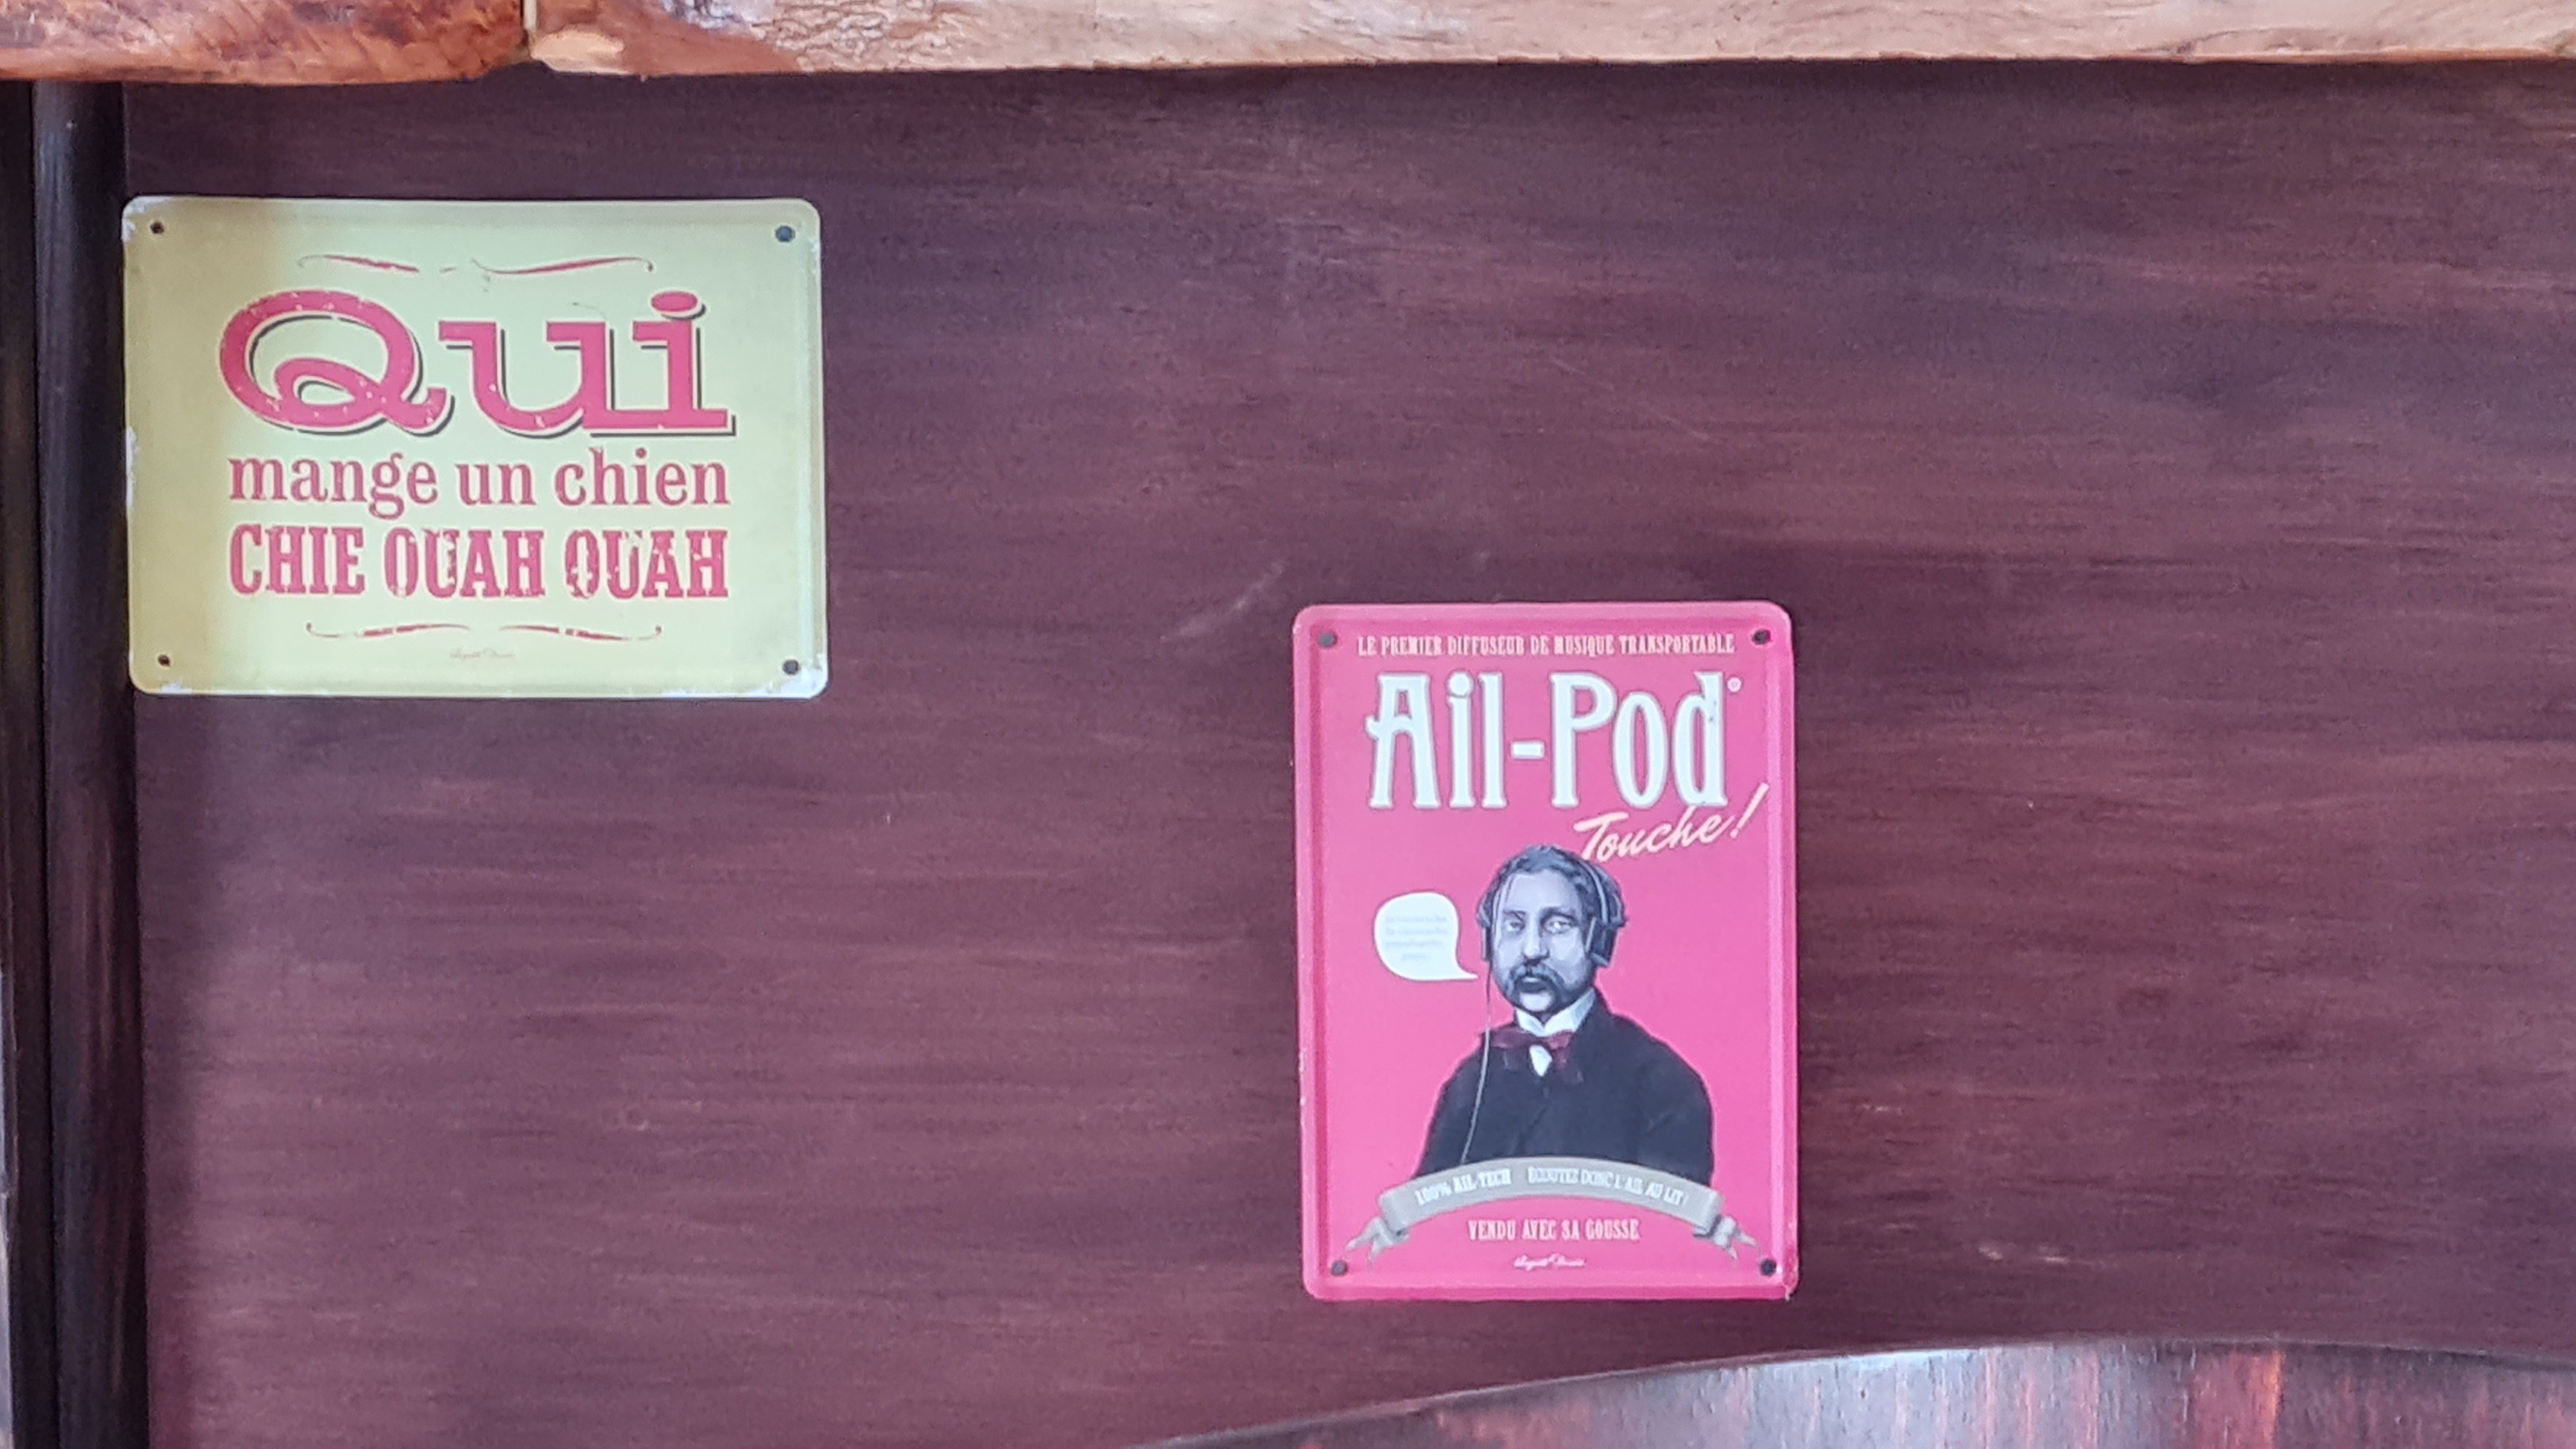 Qui
mange un chien
CHIE OUAH OUAH
LE PREMIER DIFFUSEUR DE MUSIQUE TRANSPORTABLE
Ail-Pod
Touche!
100% AIL-TECH ÉCOUTEZ DONC L'AIL AU LIT!
VENDU AVEC SA GOUSSE